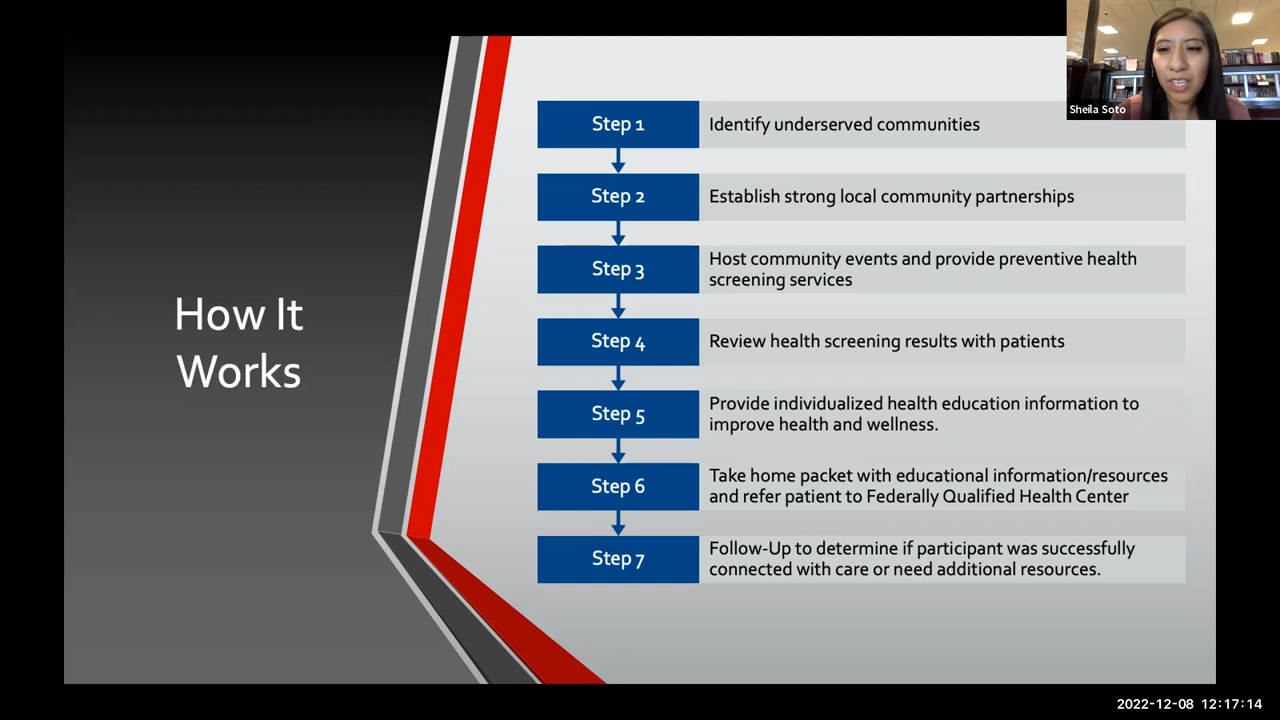 Sheila Soto
How It
Works
Step 1
Identify underserved communities
Step 2
Establish strong local community partnerships
Step 3
Host community events and provide preventive health
screening services
Step 4
Review health screening results with patients
Step 5
Provide individualized health education information to
improve health and wellness.
Step 6
Take home packet with educational information/resources
and refer patient to Federally Qualified Health Center
Step 7
Follow-Up to determine if participant was successfully
connected with care or need additional resources.
2022-12-08 12:17:14